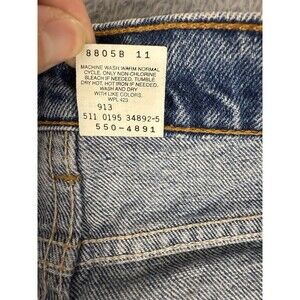 8805B 11
MACHINE WASH WARM NORMAL
CYCLE. ONLY NON-CHLORINE
BLEACH IF NEEDED. TUMBLE
DRY HOT. HOT IRON IF NEEDED.
WASH AND DRY
WITH LIKE COLORS.
WPL 423
913
511 0195 34892-5
550-4891